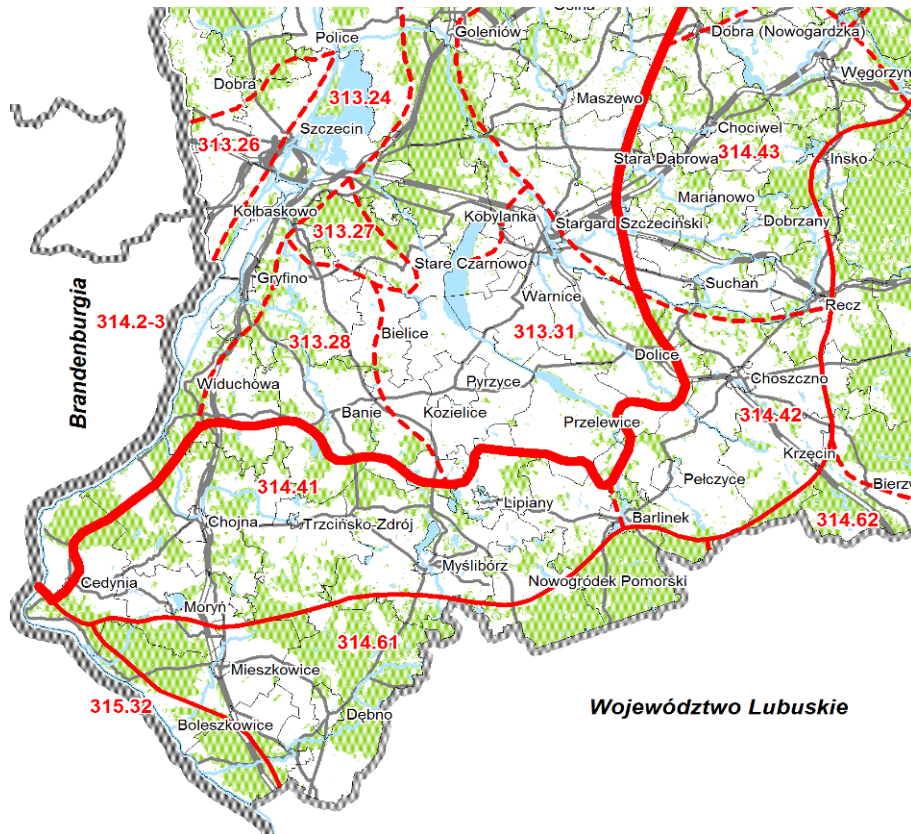 Osina
Goleniów
Dobra (Nowogardzka)
Police
Węgorzyn
Dobra
313.24
Maszewo
Szczecin
Chociwel
313.26
Stara Dąbrowa
314.43
Ińsko
Marianowo
Kołbaskowo
Kobylanka
Dobrzany
313.27
Stargard Szczeciński
Stare Czarnowo
Gryfino
Suchań
Warnice
Recz
314.2-3
Brandenburgia
313.28
Bielice
313.31
Dolice
Widuchowa
Pyrzyce
Choszczno
Banie
Kozielice
Przelewice
314.42
Krzęcin
314.41
Pełczyce
Bierzw
Lipiany
Chojna
Trzcińsko-Zdrój
Barlinek
314.62
Myślibórz
Cedynia
Nowogródek Pomorski
Moryń
314.61
Mieszkowice
315.32
Boleszkowice
Dębno
Województwo Lubuskie